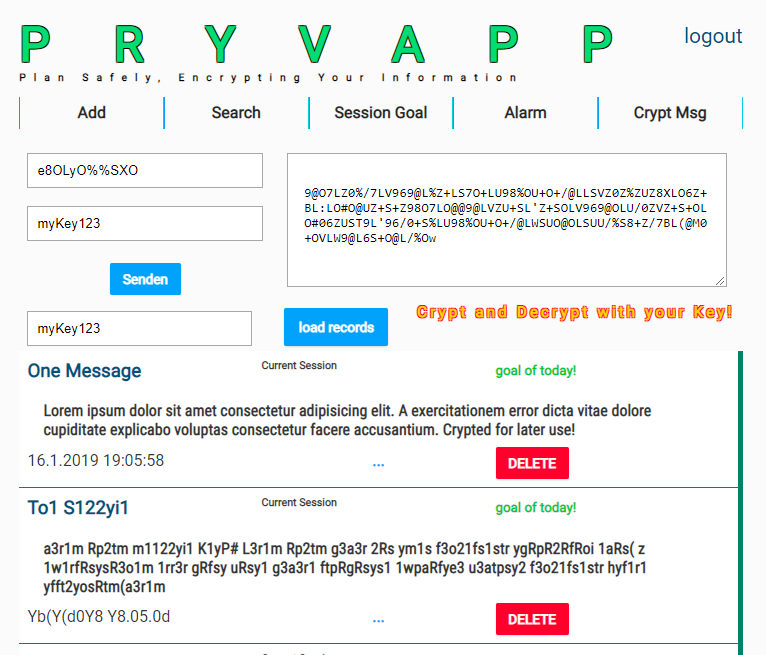 PRYVAPP
logout
Plan Safely, Encrypting Your Information
Add Search Session Goal Alarm Crypt Msg
e8OLyO%%SXO
myKey123
Senden
9@O7LZ0%/7LV969@L%Z+LS7O+LU98%OU+O+/@LLSVZ0Z%ZUZ8XLO6Z+
BL:LO#O@UZ+S+Z98O7LO@@9@LVZU+SL'Z+SOLV969@OLU/0ZVZ+S+OL
O#06ZUST9L'96/0+S%LU98%OU+O+/@LWSUO@OLSUU/%S8+Z/7BL(@M0
+OVLW9@L6S+O@L/%Ow
myKey123
load records
Crypt and Decrypt with your Key!
One Message
Current Session
goal of today!
Lorem ipsum dolor sit amet consectetur adipisicing elit. A exercitationem error dicta vitae dolore
cupiditate explicabo voluptas consectetur facere accusantium. Crypted for later use!
16.1.2019 19:05:58
...
DELETE
To1 S122yi1
Current Session
goal of today!
a3r1m Rp2tm m1122yi1 K1yP# L3r1m Rp2tm g3a3r 2Rs ym1s f3o21fs1str ygRpR2RfRoi 1aRs( z
1w1rfRsysR3o1m 1rr3r gRfsy uRsy1 g3a3r1 ftpRgRsys1 1wpaRfye3 u3atpsy2 f3o21fs1str hyf1r1
yfft2yosRtm(a3r1m
Yb(Y(d0Y8 Y8.05.0d
...
DELETE